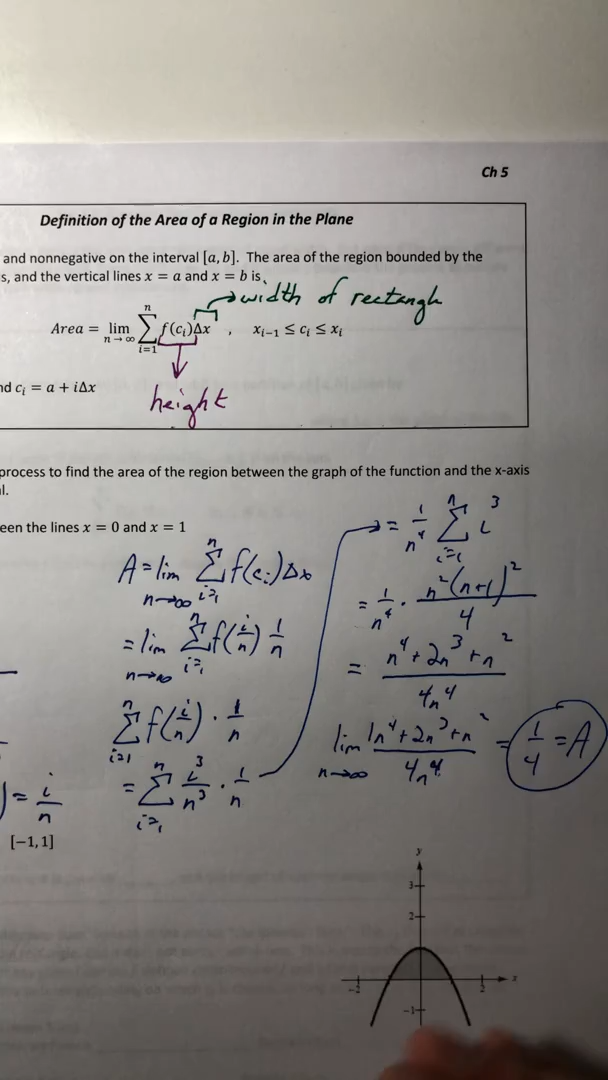 Ch 5
Definition of the Area of a Region in the Plane
and nonnegative on the interval [a, b]. The area of the region bounded by the
s, and the vertical lines x = a and x = b is,
→ width of rectangle
Area = lim n→∞ ∑ i=1 n f(cᵢ)Δx , xᵢ₋₁ ≤ cᵢ ≤ xᵢ
nd cᵢ = a + iΔx
height
process to find the area of the region between the graph of the function and the x-axis
al.
een the lines x = 0 and x = 1
A = lim n→∞ ∑ i=1 n f(cᵢ)Δx
= lim n→∞ ∑ i=1 n f(i/n) 1/n
∑ i=1 n f(i/n) · 1/n
= ∑ i=1 n i³/n³ · 1/n
→ = 1/n⁴ ∑ i=1 n i³
= 1/n⁴ · n²(n+1)²/4
= n⁴+2n³+n²/4n⁴
lim n→∞ 1n⁴+2n³+n²/4n⁴ = 1/4 = A
) = i/n
[−1,1]
y
3
2
-2
2
x
-1